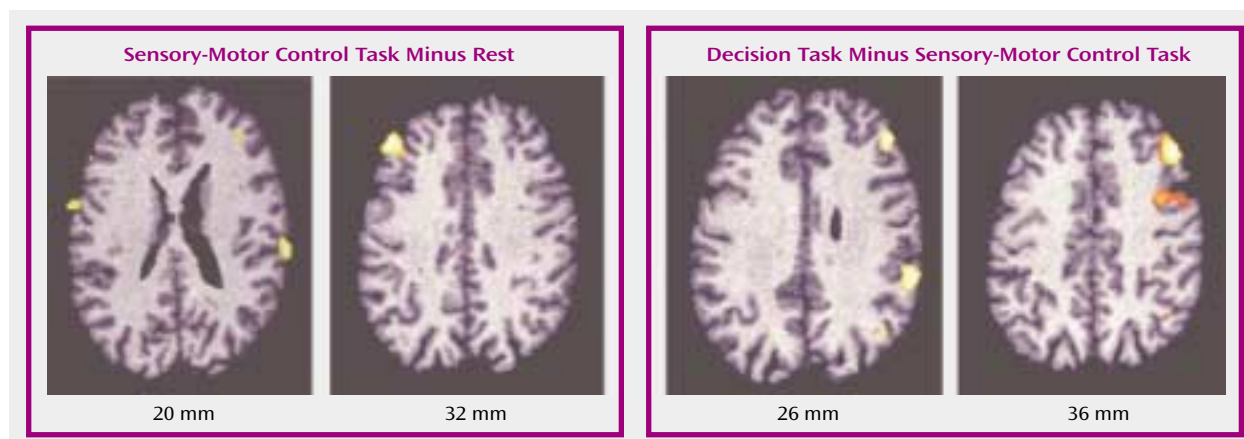 Sensory-Motor Control Task Minus Rest
20 mm
32 mm
Decision Task Minus Sensory-Motor Control Task
26 mm
36 mm